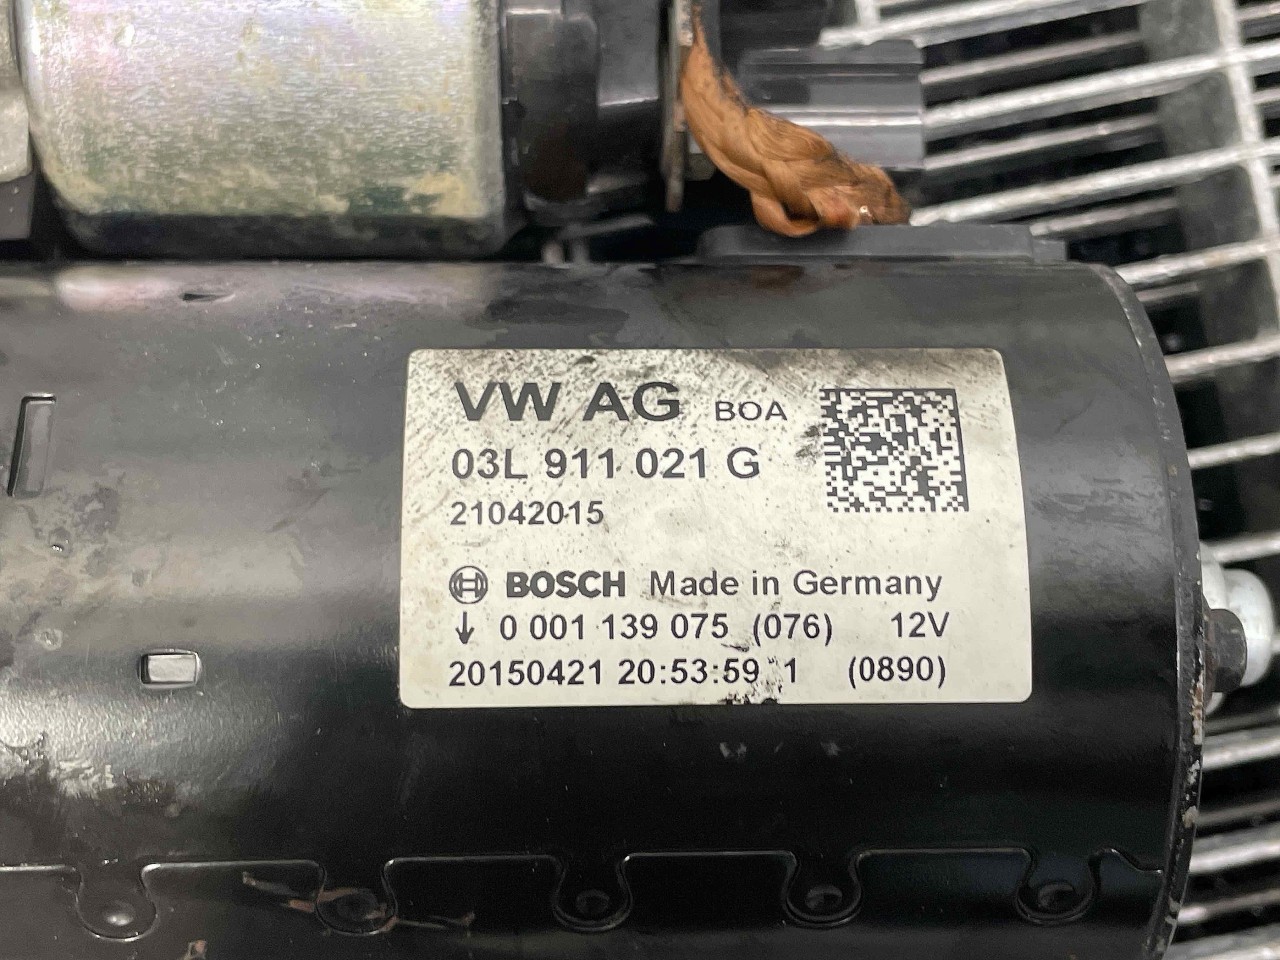 VW AG BOA
03L 911 021 G
21042015
BOSCH Made in Germany
↓ 0 001 139 075 (076) 12V
20150421 20:53:59 1 (0890)